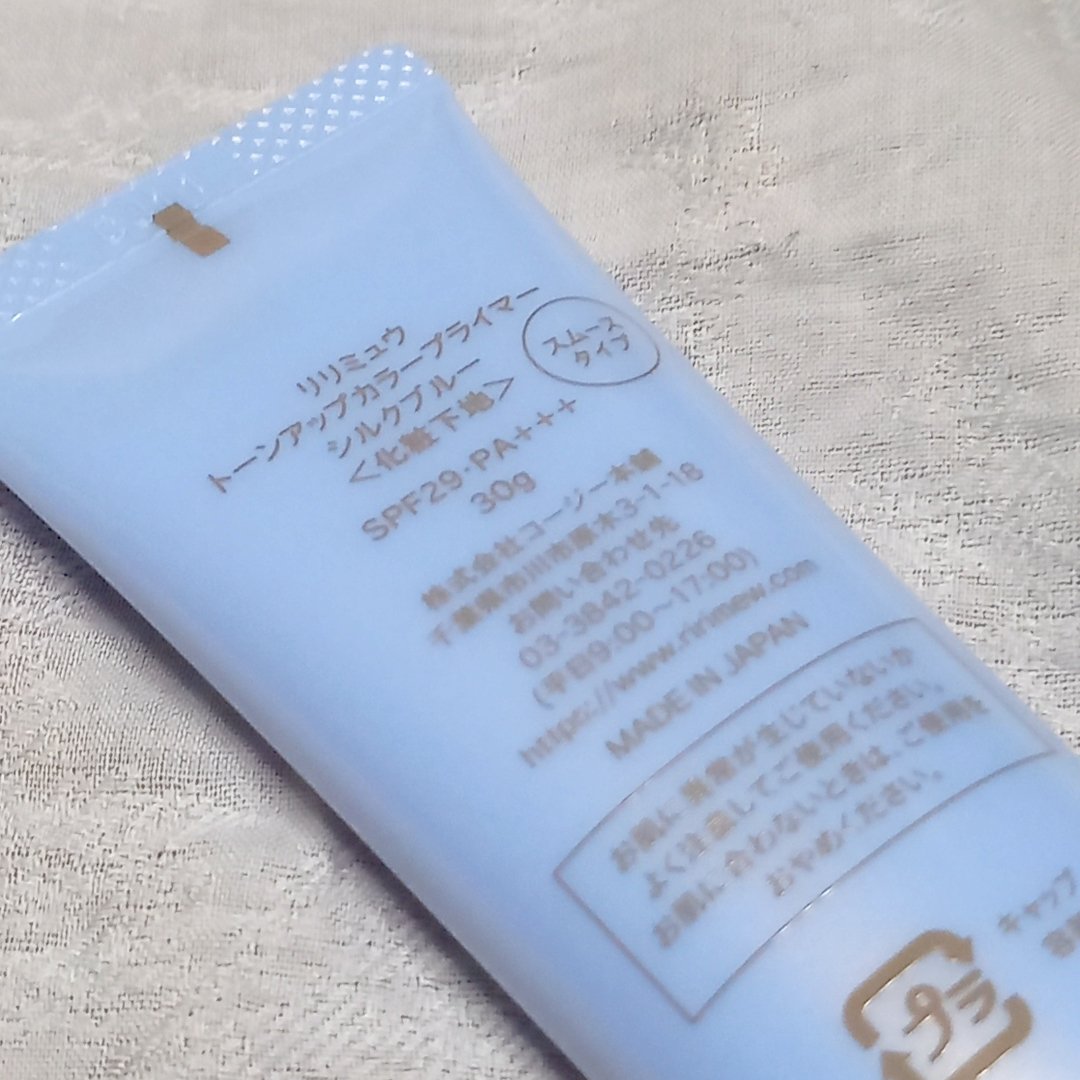 リリミュウ
トーンアップカラープライマー
シルクブルー
＜化粧下地＞
スムース
タイプ
SPF29・PA+++
30g
株式会社コージー本舗
千葉県市川市原木3-1-18
お問い合わせ先
03-3842-0226
(平日9:00〜17:00)
https://www.ririmew.com
MADE IN JAPAN
お肌に異常が生じていないか
よく注意してご使用ください。
お肌に合わないときは、ご使用を
おやめください。
キャップ
プラ